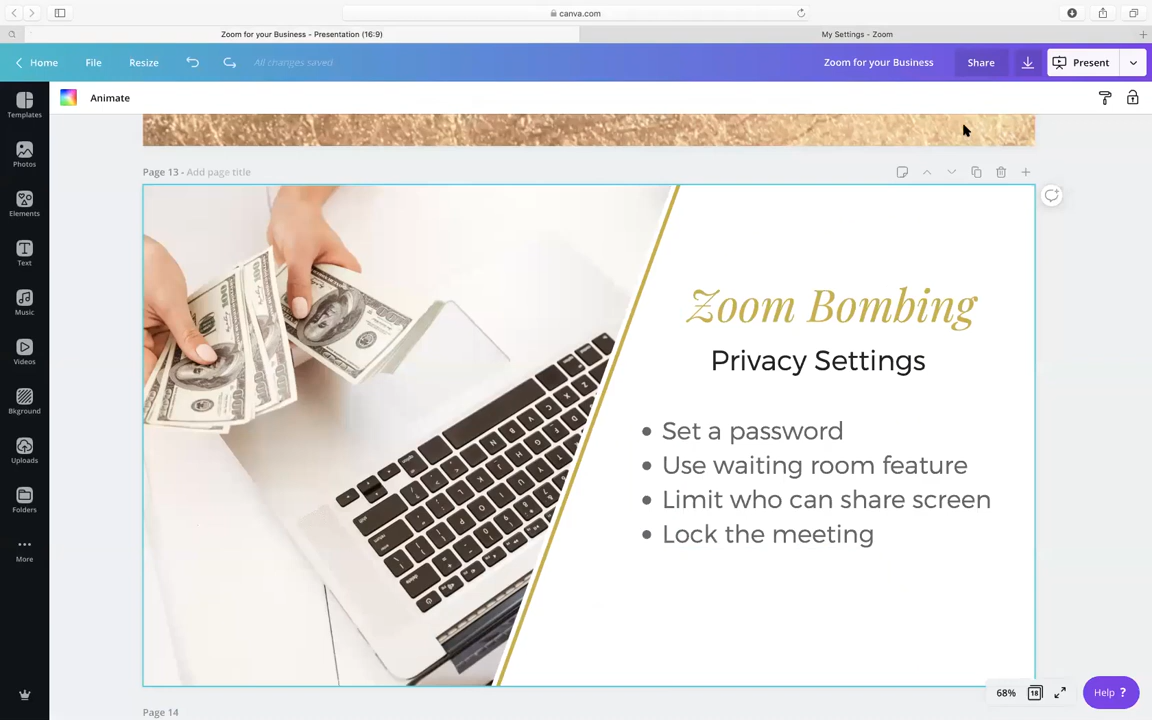 canva.com
Zoom for your Business - Presentation (16:9)
My Settings - Zoom
Home
File
Resize
All changes saved
Zoom for your Business
Share
Present
Animate
Templates
Photos
Elements
Text
Music
Videos
Bkground
Uploads
Folders
More
Page 13 - Add page title
Zoom Bombing
Privacy Settings
• Set a password
• Use waiting room feature
• Limit who can share screen
• Lock the meeting
68%
18
Help ?
Page 14